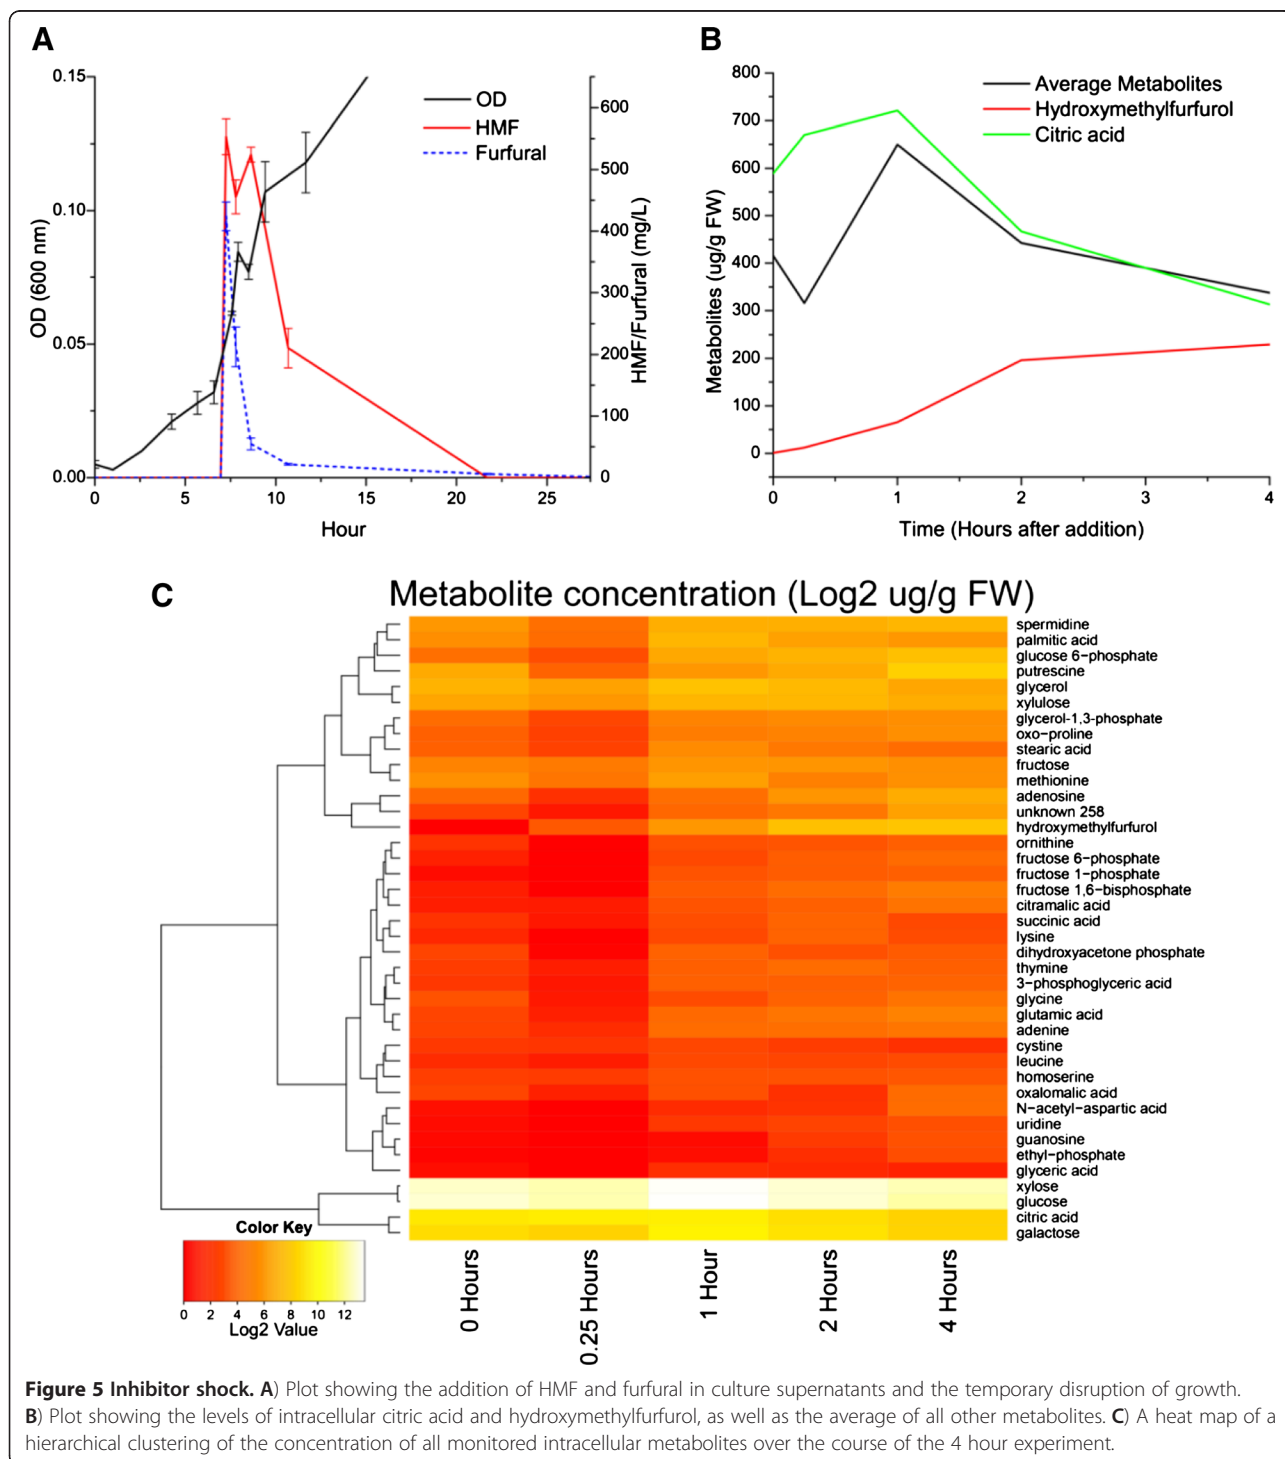 A
0.15
0.10
0.05
0.00
OD (600 nm)
0
5
10
15
20
25
Hour
OD
HMF
Furfural
600
500
400
300
200
100
0
HMF/Furfural (mg/L)
B
800
700
600
500
400
300
200
100
0
Metabolites (ug/g FW)
0
1
2
3
4
Time (Hours after addition)
Average Metabolites
Hydroxymethylfurfurol
Citric acid
C
Metabolite concentration (Log2 ug/g FW)
spermidine
palmitic acid
glucose 6−phosphate
putrescine
glycerol
xylulose
glycerol-1,3-phosphate
oxo−proline
stearic acid
fructose
methionine
adenosine
unknown 258
hydroxymethylfurfurol
ornithine
fructose 6−phosphate
fructose 1−phosphate
fructose 1,6−bisphosphate
citramalic acid
succinic acid
lysine
dihydroxyacetone phosphate
thymine
3−phosphoglyceric acid
glycine
glutamic acid
adenine
cystine
leucine
homoserine
oxalomalic acid
N−acetyl−aspartic acid
uridine
guanosine
ethyl−phosphate
glyceric acid
xylose
glucose
citric acid
galactose
Color Key
0 2 4 6 8 10 12
Log2 Value
0 Hours
0.25 Hours
1 Hour
2 Hours
4 Hours
Figure 5 Inhibitor shock. A) Plot showing the addition of HMF and furfural in culture supernatants and the temporary disruption of growth.
B) Plot showing the levels of intracellular citric acid and hydroxymethylfurfurol, as well as the average of all other metabolites. C) A heat map of a
hierarchical clustering of the concentration of all monitored intracellular metabolites over the course of the 4 hour experiment.